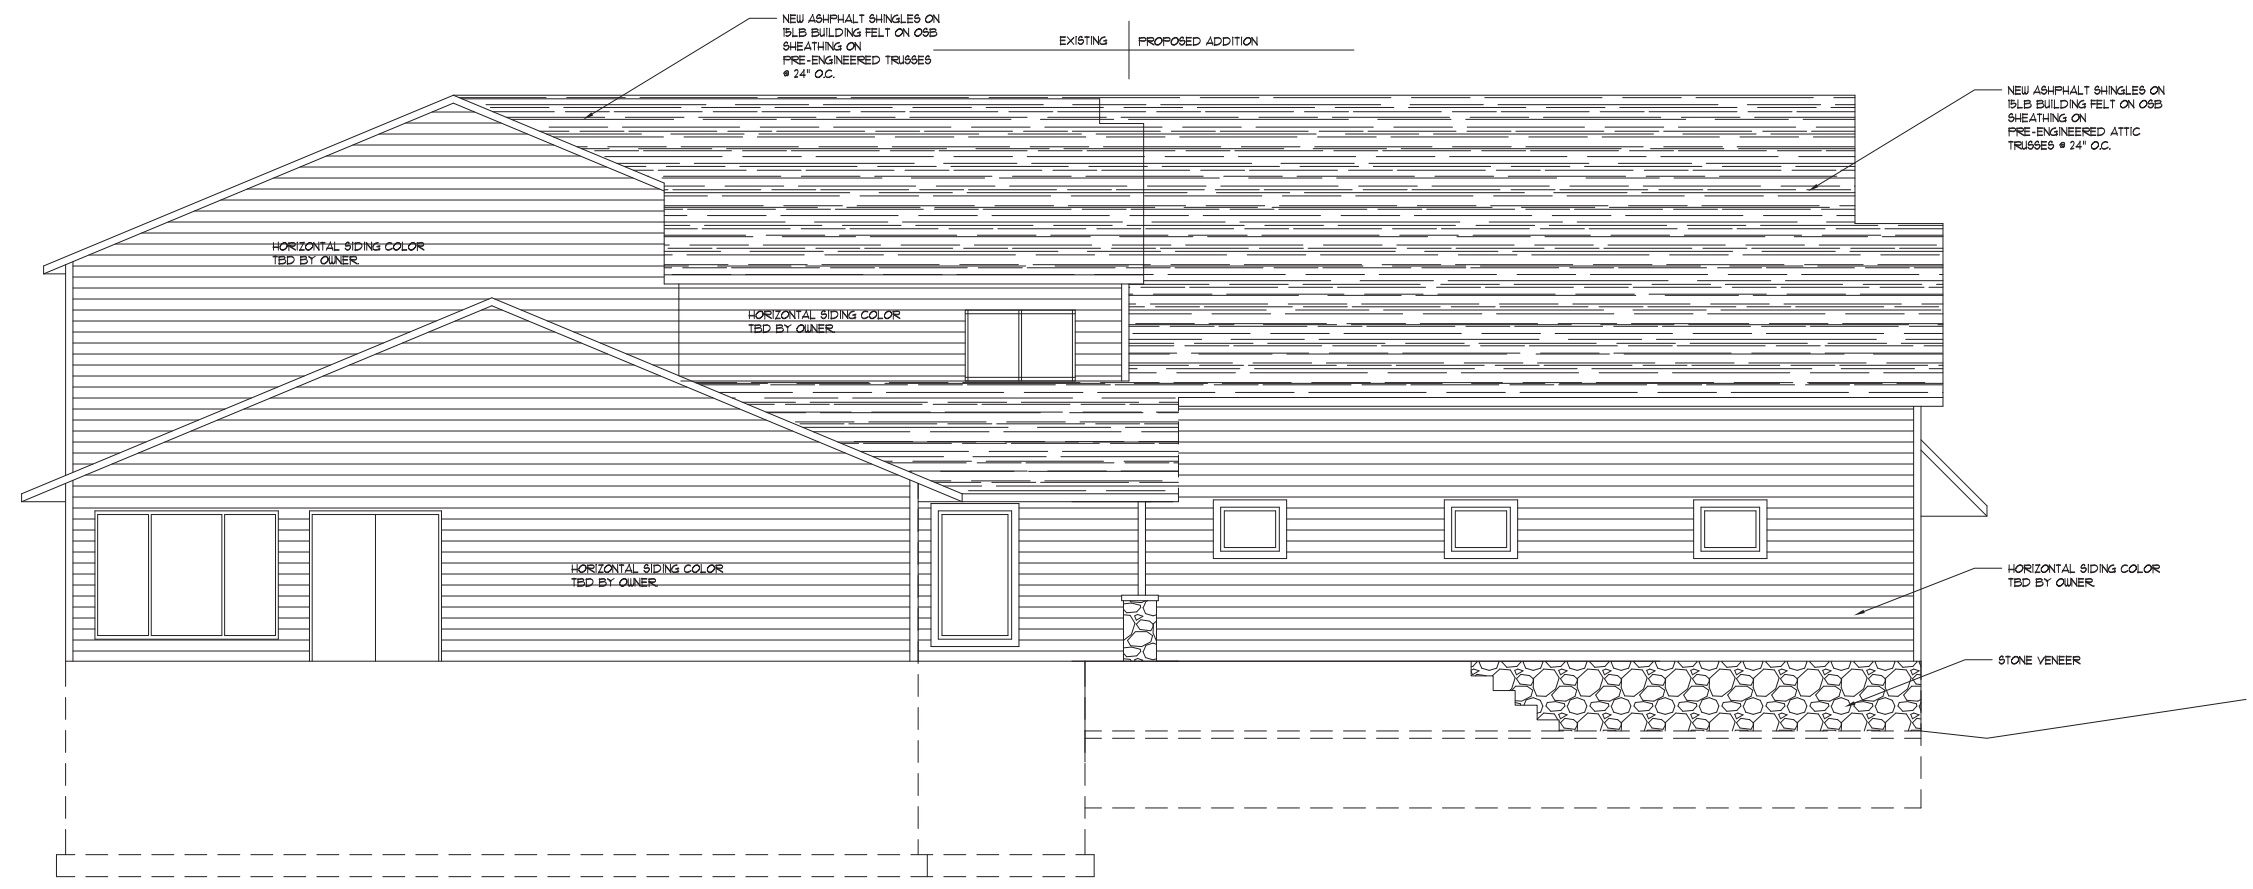 NEW ASHPHALT SHINGLES ON
15LB BUILDING FELT ON OSB
SHEATHING ON
PRE-ENGINEERED TRUSSES
@ 24" O.C.
EXISTING
PROPOSED ADDITION
NEW ASHPHALT SHINGLES ON
15LB BUILDING FELT ON OSB
SHEATHING ON
PRE-ENGINEERED ATTIC
TRUSSES @ 24" O.C.
HORIZONTAL SIDING COLOR
TBD BY OWNER
HORIZONTAL SIDING COLOR
TBD BY OWNER
HORIZONTAL SIDING COLOR
TBD BY OWNER
HORIZONTAL SIDING COLOR
TBD BY OWNER
STONE VENEER